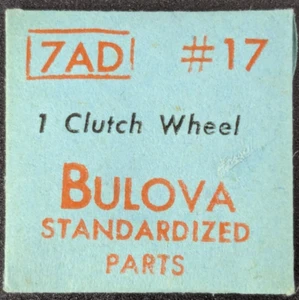 7AD #17
1 Clutch Wheel
BULOVA
STANDARDIZED
PARTS